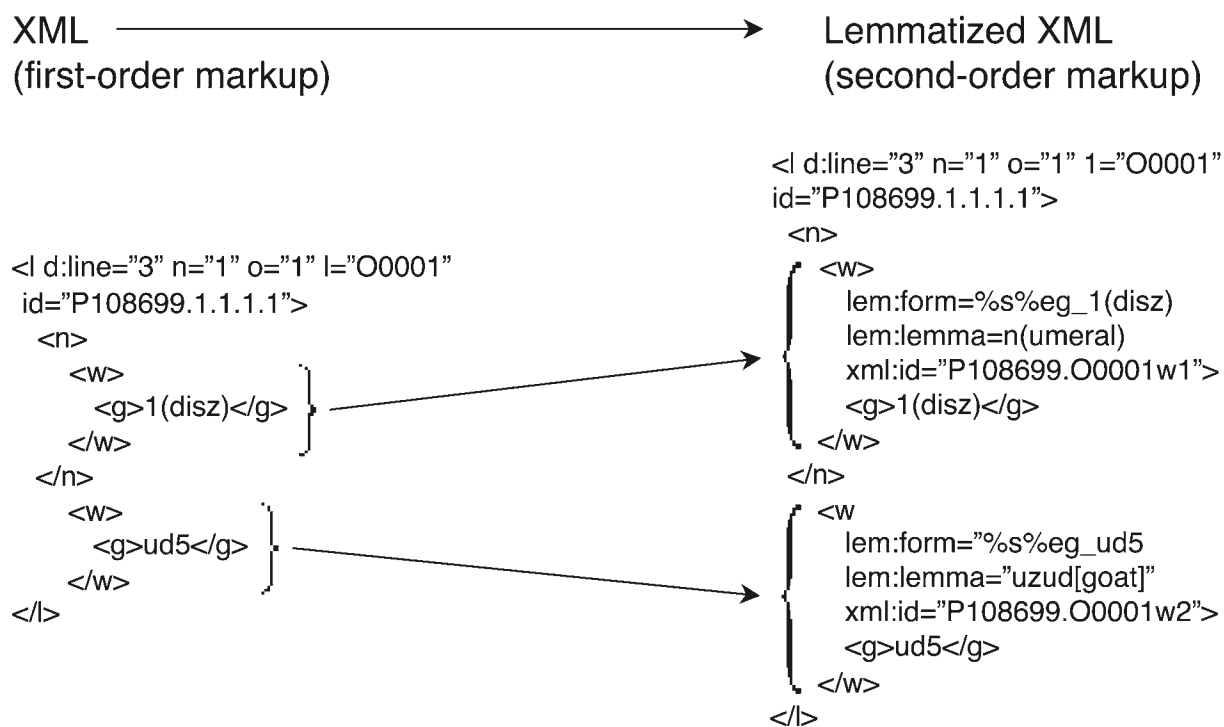 XML
(first-order markup)
<l d:line=”3” n=”1” o=”1” l=”O0001”
id=”P108699.1.1.1.1”>
<n>
<w>
<g>1(disz)</g>
</w>
</n>
<w>
<g>ud5</g>
</w>
</l>
Lemmatized XML
(second-order markup)
<l d:line=”3” n=”1” o=”1” 1=”O0001”
id=”P108699.1.1.1.1”>
<n>
<w>
lem:form=%s%eg_1(disz)
lem:lemma=n(umeral)
xml:id=”P108699.O0001w1”>
<g>1(disz)</g>
</w>
</n>
<w
lem:form=”%s%eg_ud5
lem:lemma=”uzud[goat]”
xml:id=”P108699.O0001w2”>
<g>ud5</g>
</w>
</l>